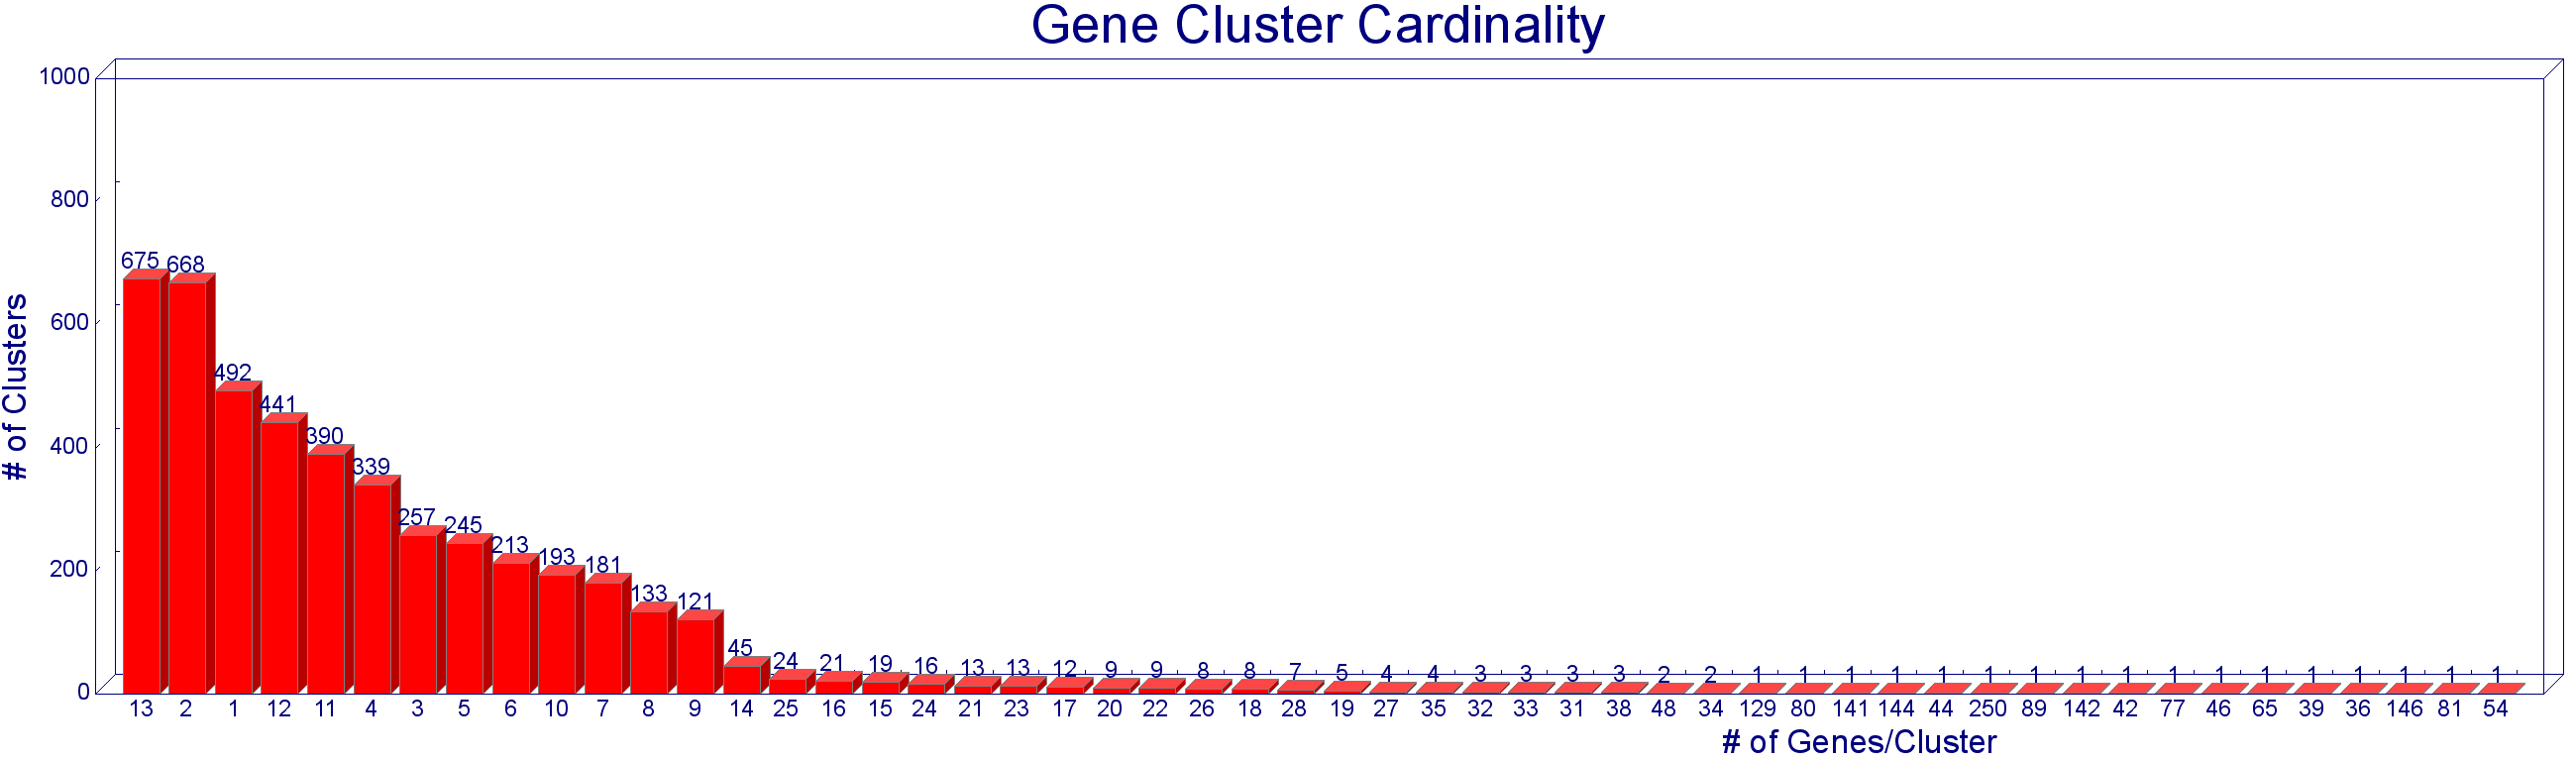 Gene Cluster Cardinality
1000
800
600
400
200
0
# of Clusters
675 668 492 441 390 339 257 245 213 193 181 133 121 45 24 21 19 16 13 13 12 9 9 8 8 7 5 4 4 3 3 3 3 2 2 1 1 1 1 1 1 1 1 1 1 1 1 1 1 1 1 1
13 2 1 12 11 4 3 5 6 10 7 8 9 14 25 16 15 24 21 23 17 20 22 26 18 28 19 27 35 32 33 31 38 48 34 129 80 141 144 44 250 89 142 42 77 46 65 39 36 146 81 54
# of Genes/Cluster